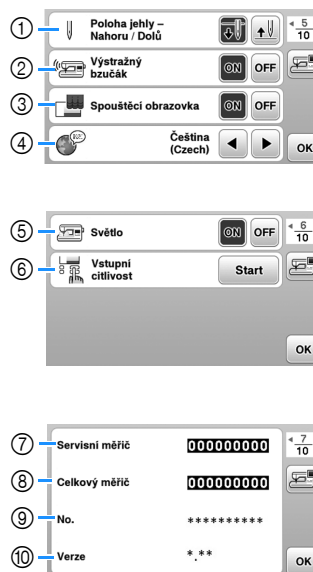 ① Poloha jehly –
Nahoru / Dolů
5
10
② Výstražný
bzučák
ON OFF
③ Spouštěcí obrazovka
ON OFF
④ Čeština
(Czech)
OK
⑤ Světlo
ON OFF
6
10
⑥ Vstupní
citlivost
Start
OK
⑦ Servisní měřič 000000000
7
10
⑧ Celkový měřič 000000000
⑨ No. **********
⑩ Verze *.**
OK